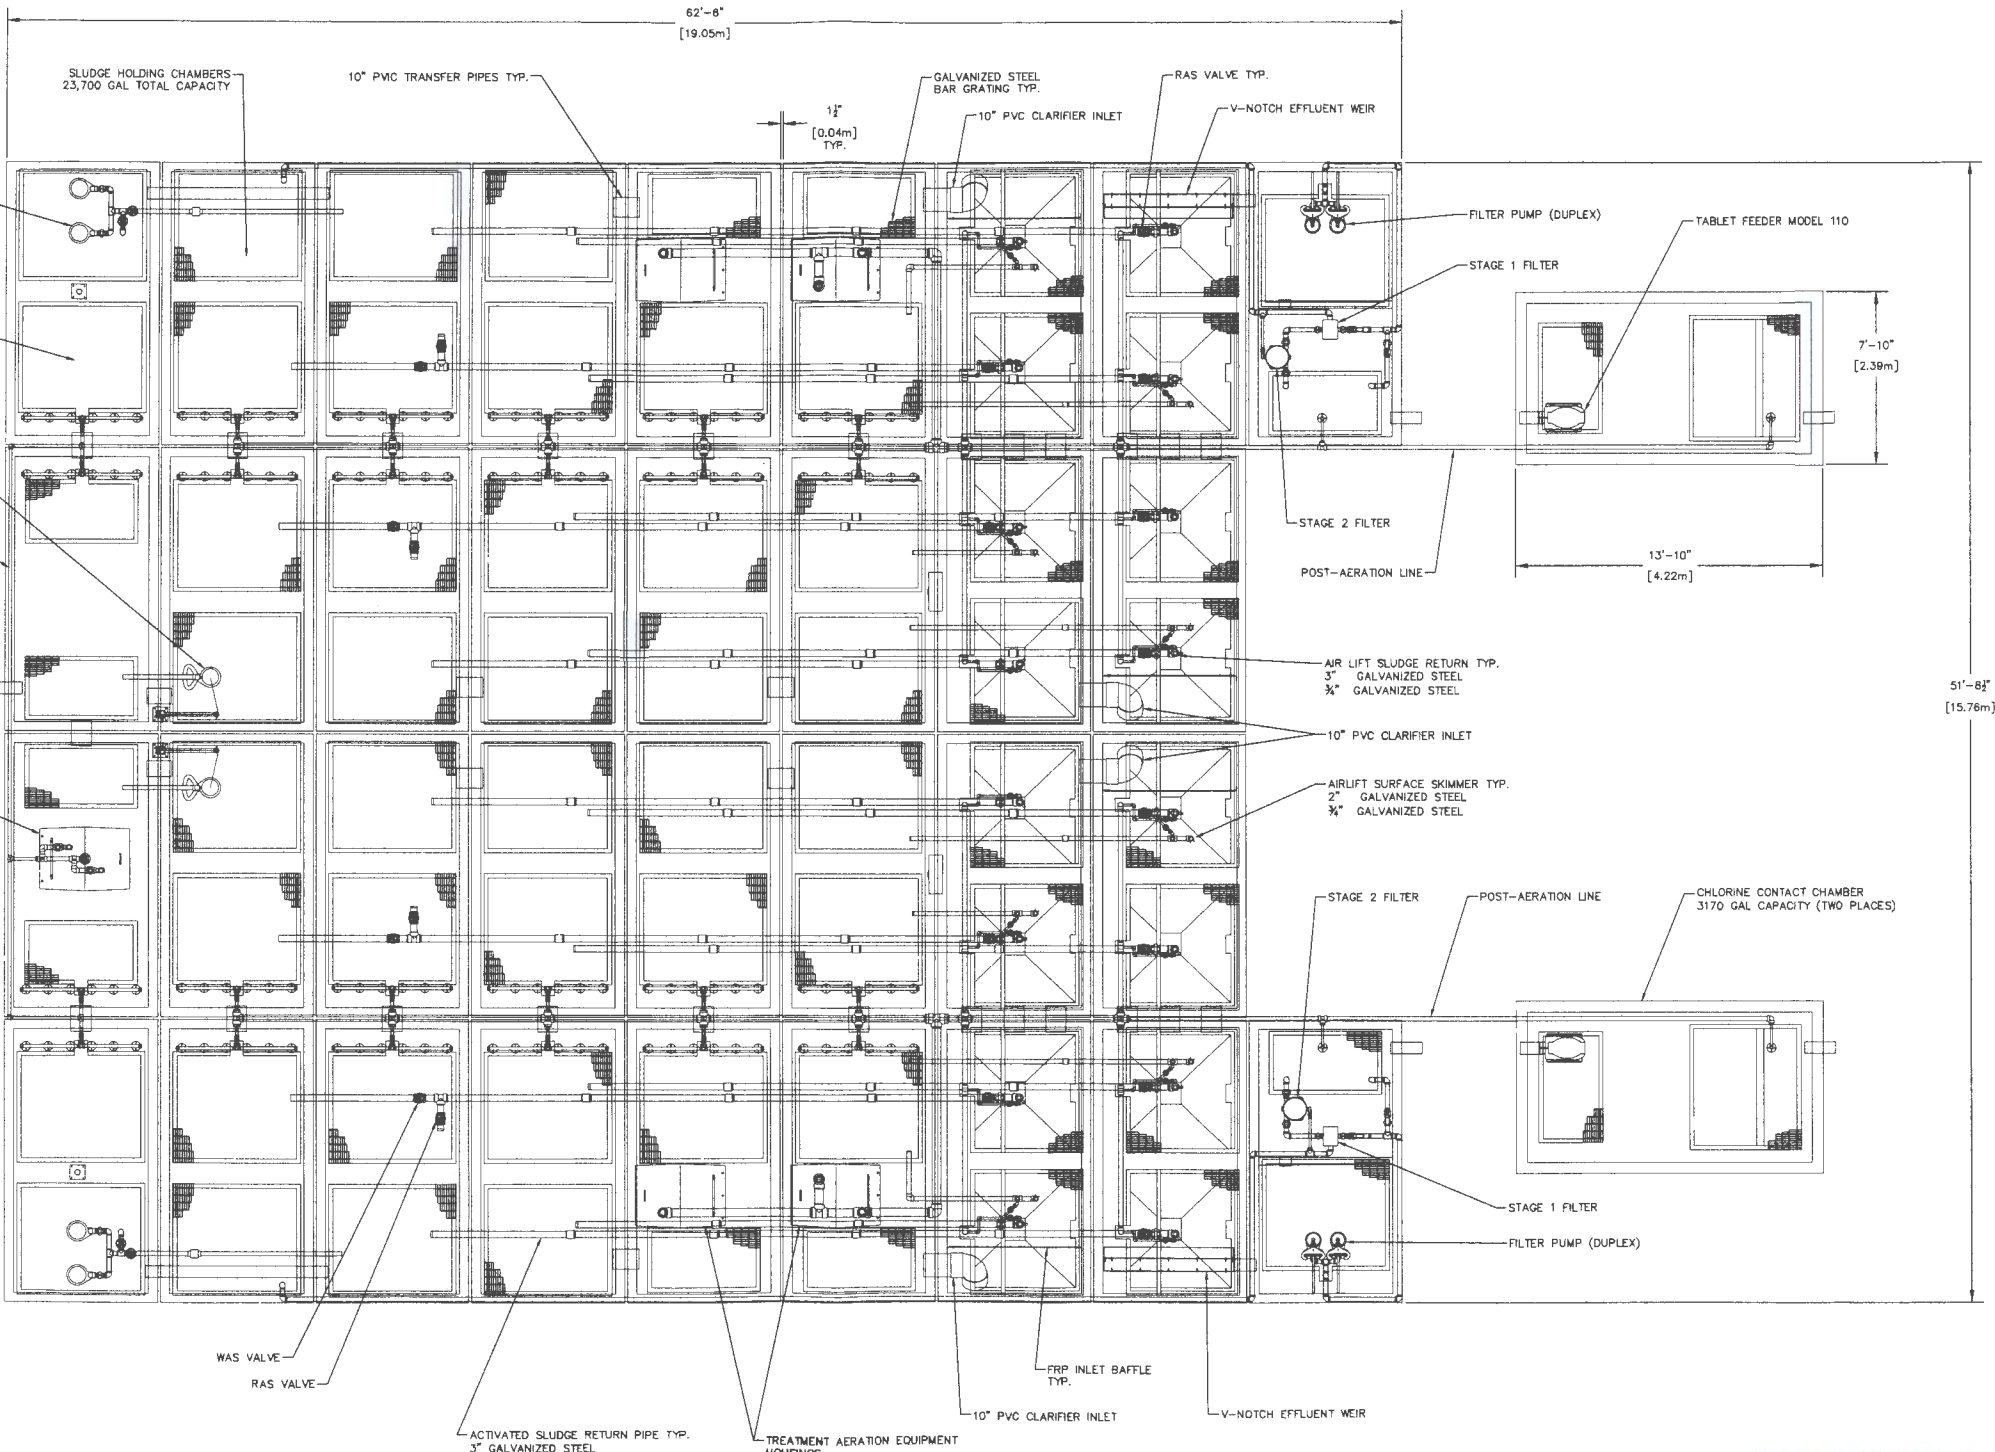 62'-6"
[19.05m]
SLUDGE HOLDING CHAMBERS
23,700 GAL TOTAL CAPACITY
10" PVIC TRANSFER PIPES TYP.
GALVANIZED STEEL
BAR GRATING TYP.
RAS VALVE TYP.
1½"
[0.04m]
TYP.
10" PVC CLARIFIER INLET
V-NOTCH EFFLUENT WEIR
FILTER PUMP (DUPLEX)
TABLET FEEDER MODEL 110
STAGE 1 FILTER
7'-10"
[2.39m]
STAGE 2 FILTER
13'-10"
[4.22m]
POST-AERATION LINE
AIR LIFT SLUDGE RETURN TYP.
3" GALVANIZED STEEL
¾" GALVANIZED STEEL
51'-8½"
[15.76m]
10" PVC CLARIFIER INLET
AIRLIFT SURFACE SKIMMER TYP.
2" GALVANIZED STEEL
¾" GALVANIZED STEEL
STAGE 2 FILTER
POST-AERATION LINE
CHLORINE CONTACT CHAMBER
3170 GAL CAPACITY (TWO PLACES)
STAGE 1 FILTER
FILTER PUMP (DUPLEX)
WAS VALVE
RAS VALVE
FRP INLET BAFFLE
TYP.
10" PVC CLARIFIER INLET
V-NOTCH EFFLUENT WEIR
ACTIVATED SLUDGE RETURN PIPE TYP.
3" GALVANIZED STEEL
TREATMENT AERATION EQUIPMENT